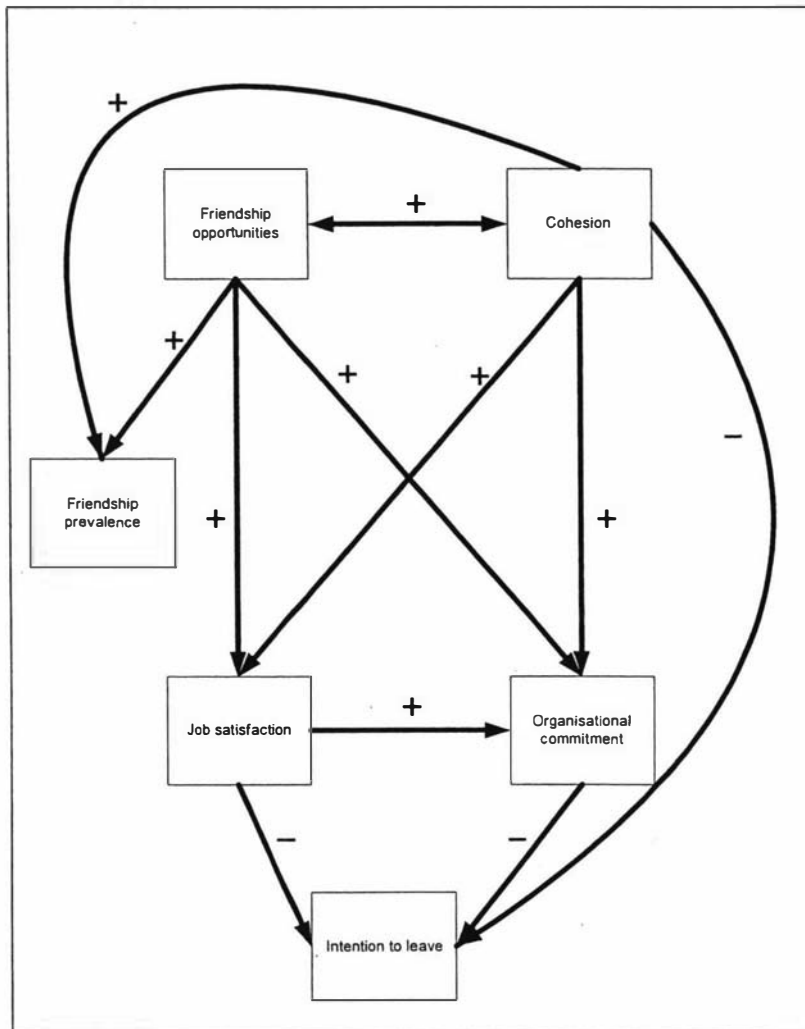 +
Friendship
opportunities
+
Cohesion
+
+
+
−
Friendship
prevalence
+
+
Job satisfaction
+
Organisational
commitment
−
−
Intention to leave